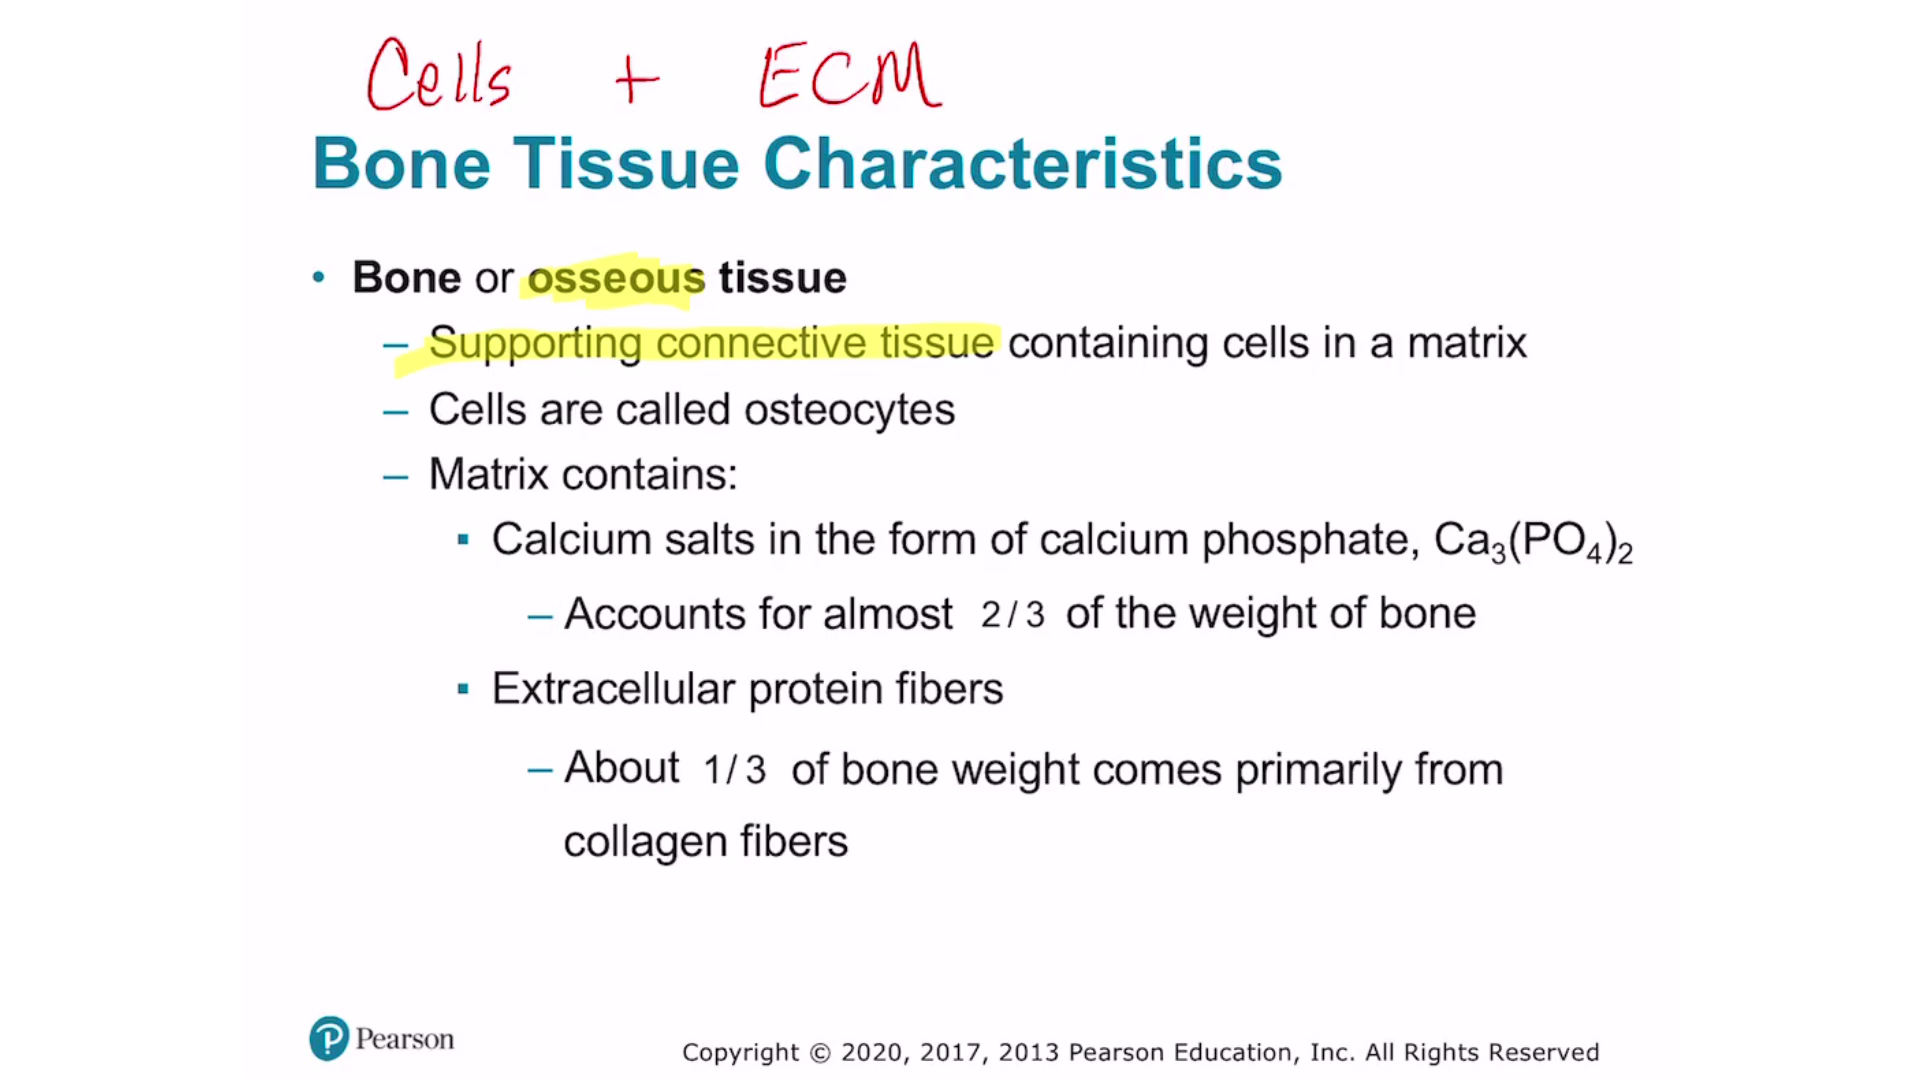 Cells + ECM
Bone Tissue Characteristics
• Bone or osseous tissue
– Supporting connective tissue containing cells in a matrix
– Cells are called osteocytes
– Matrix contains:
▪ Calcium salts in the form of calcium phosphate, Ca₃(PO₄)₂
– Accounts for almost 2/3 of the weight of bone
▪ Extracellular protein fibers
– About 1/3 of bone weight comes primarily from
collagen fibers
P Pearson
Copyright © 2020, 2017, 2013 Pearson Education, Inc. All Rights Reserved